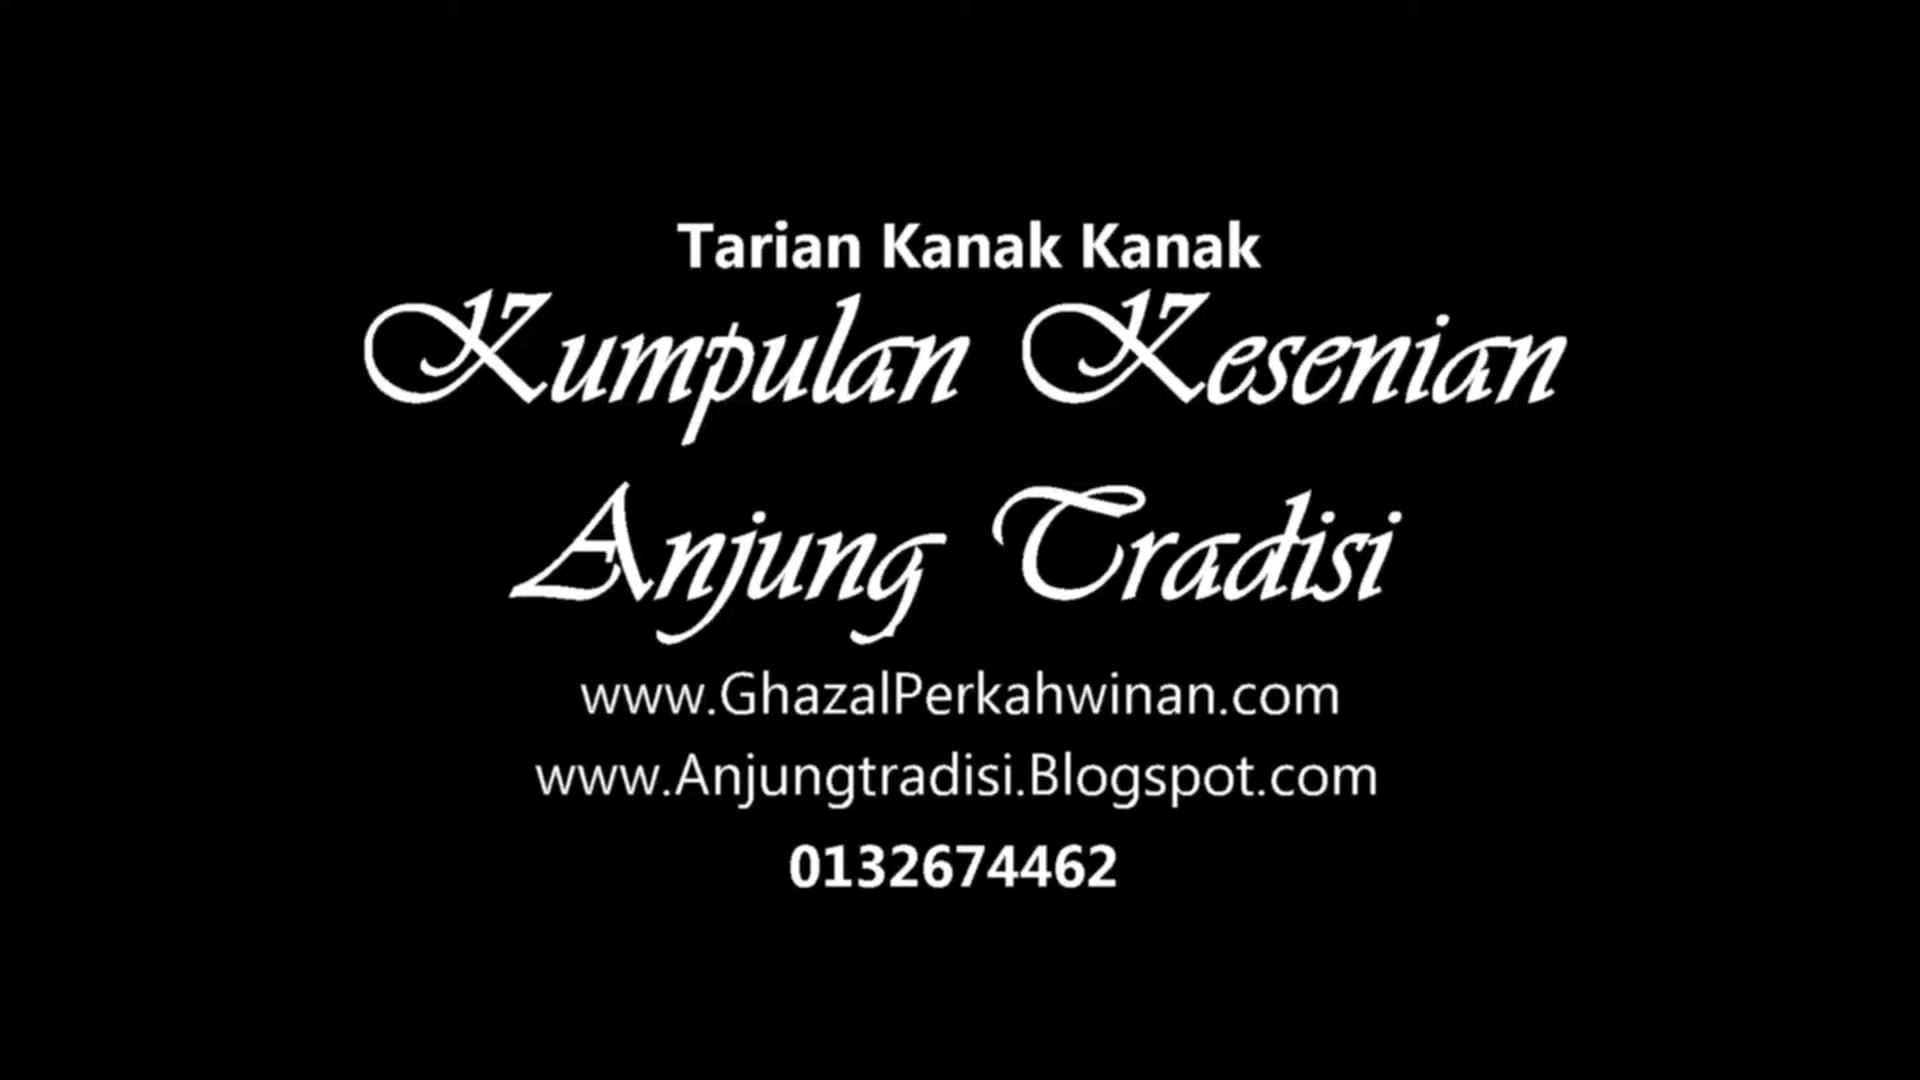 Tarian Kanak Kanak
Kumpulan Kesenian
Anjung Tradisi
www.GhazalPerkahwinan.com
www.Anjungtradisi.Blogspot.com
0132674462